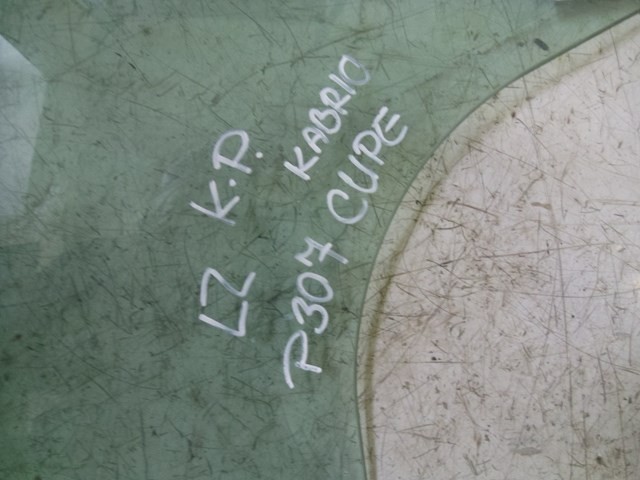 LZ K.P.
P307 CUPE
KABRIO